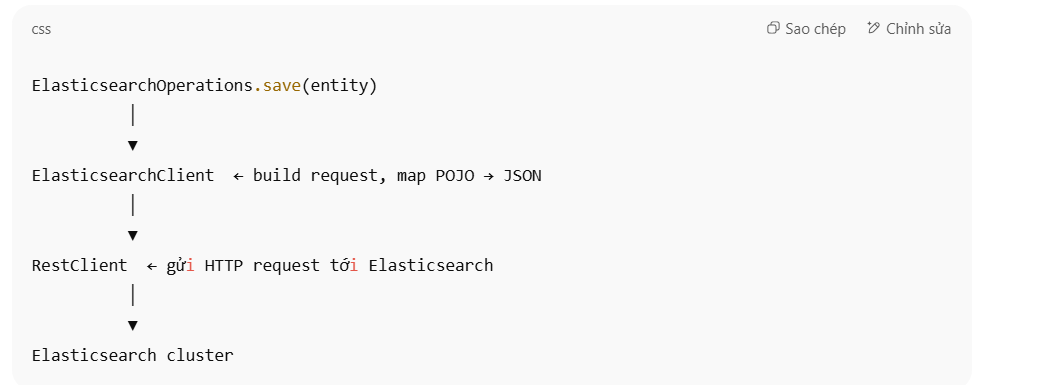 css Sao chép Chỉnh sửa
ElasticsearchOperations.save(entity)
│
▼
ElasticsearchClient ← build request, map POJO → JSON
│
▼
RestClient ← gửi HTTP request tới Elasticsearch
│
▼
Elasticsearch cluster